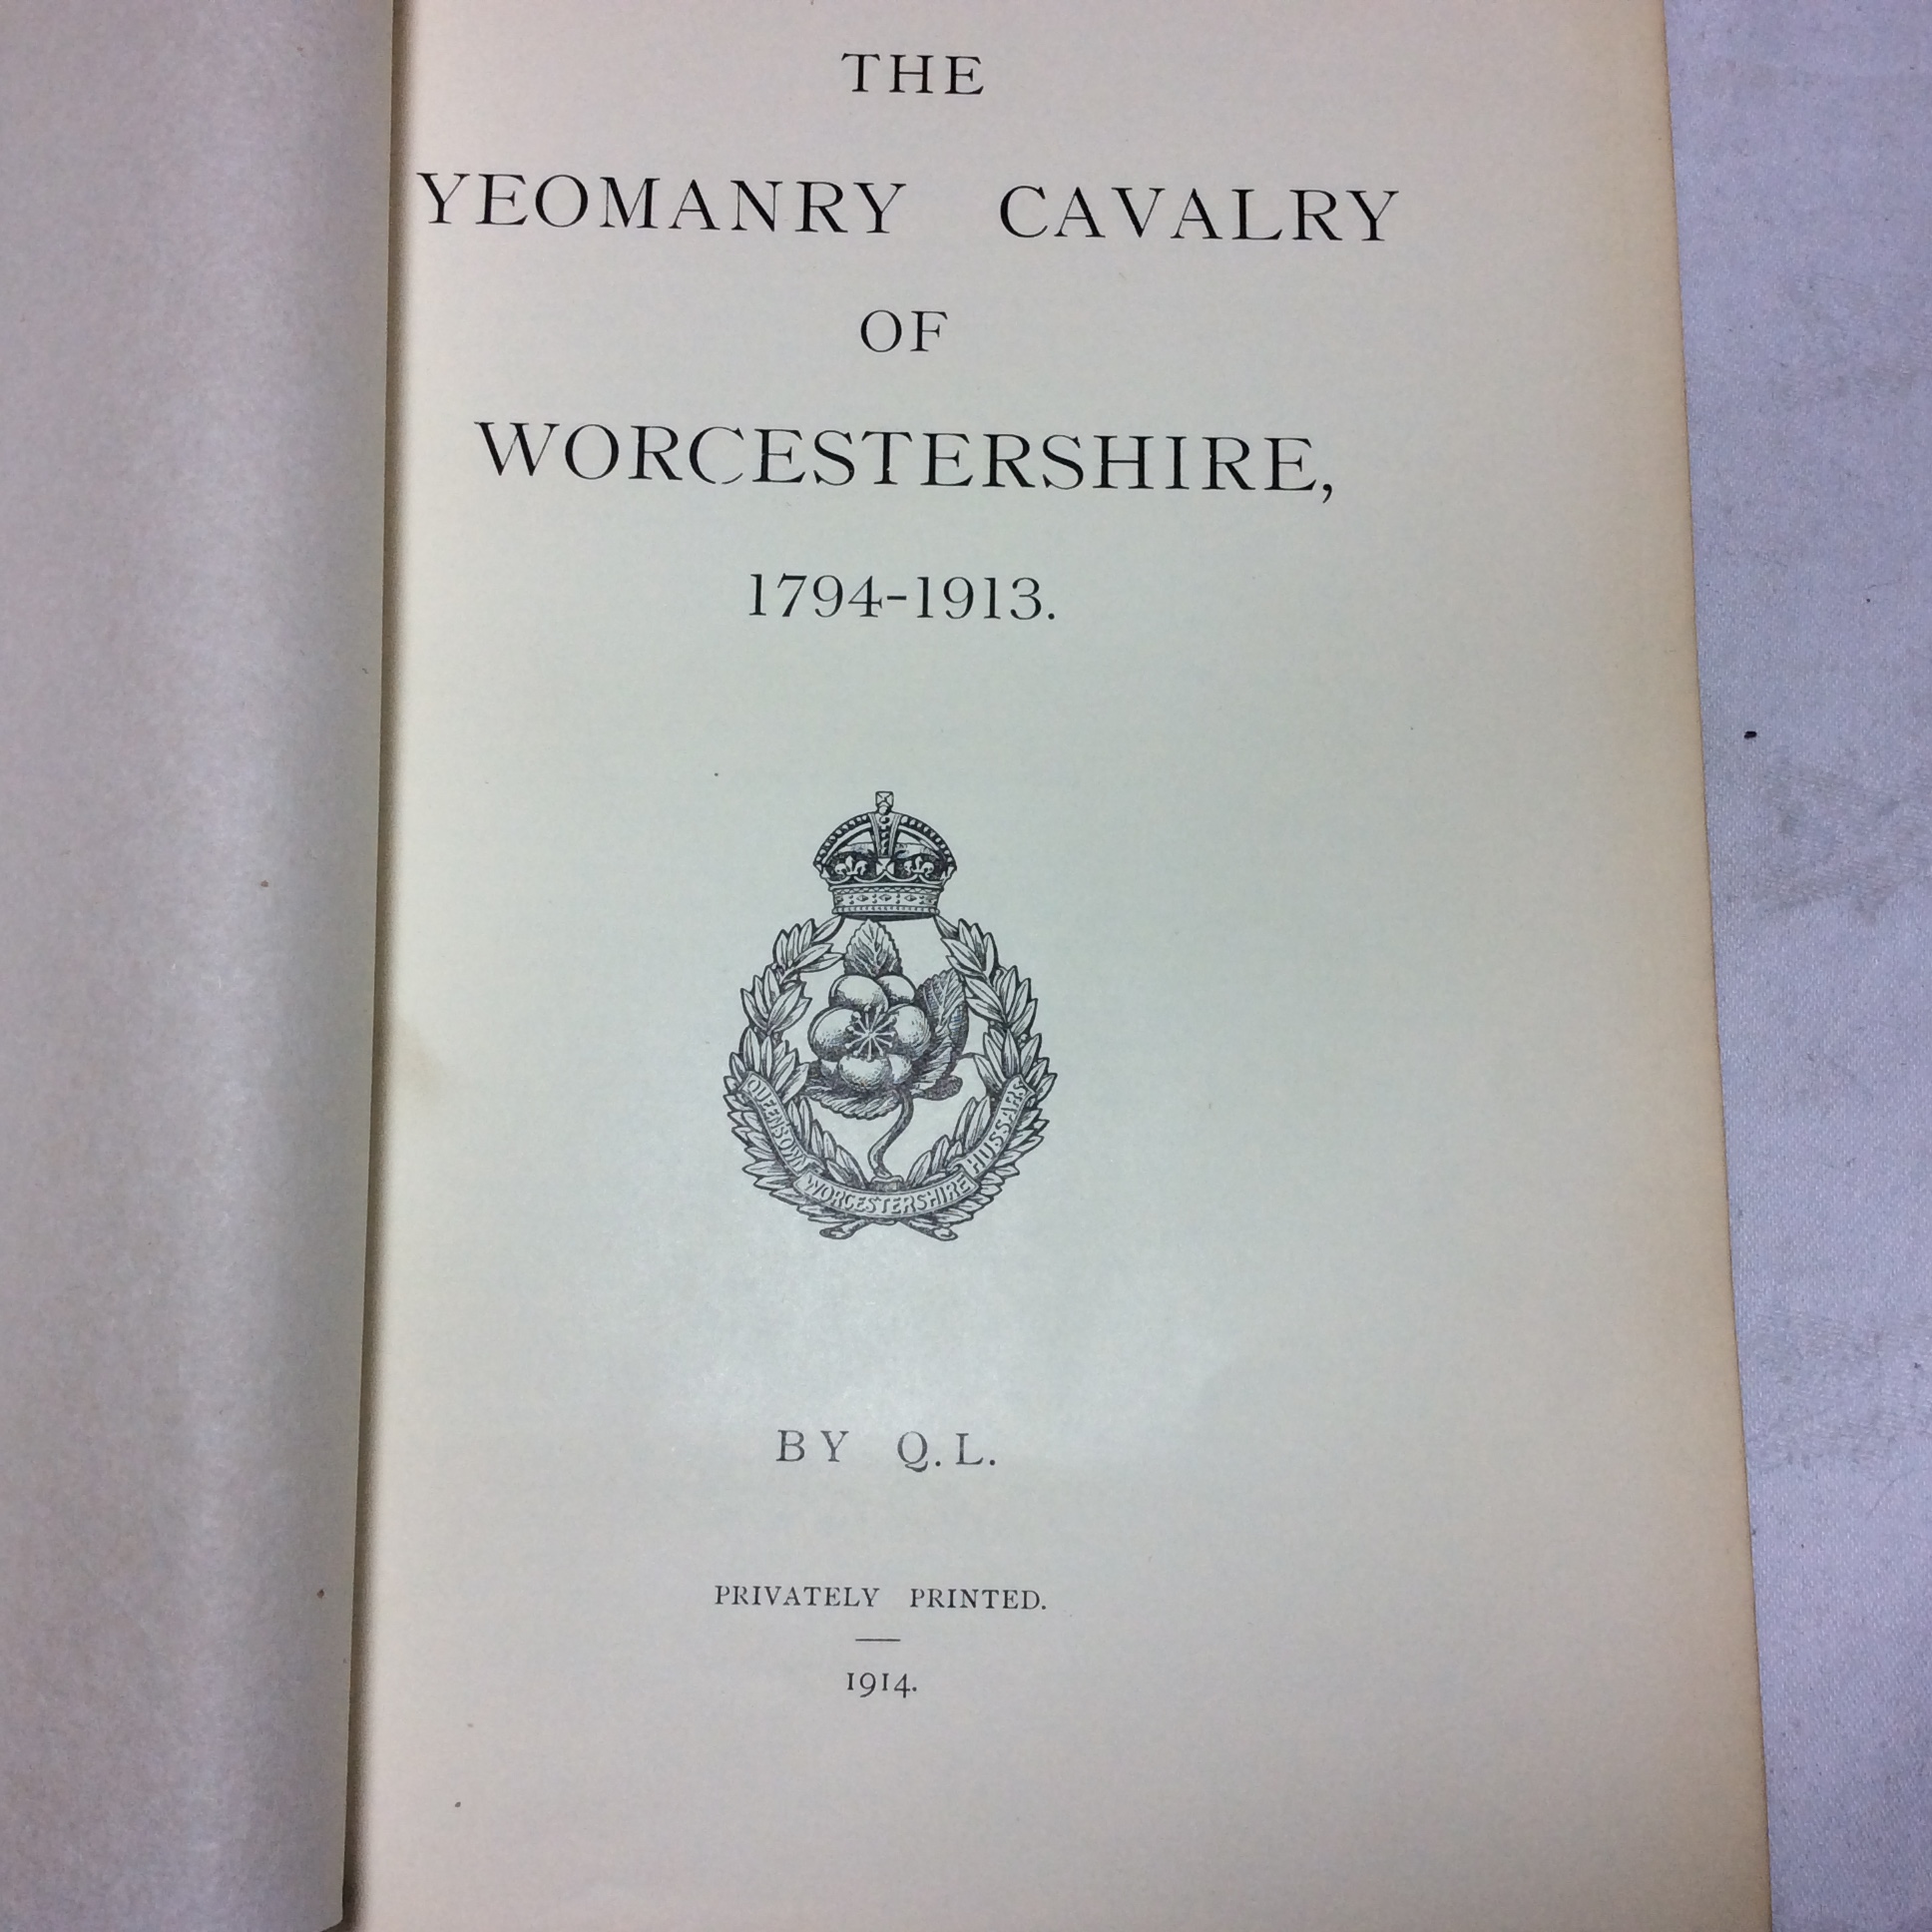 THE
YEOMANRY CAVALRY
OF
WORCESTERSHIRE,
1794-1913.
QUEEN'S OWN
WORCESTERSHIRE
HUSSARS
BY Q.L.
PRIVATELY PRINTED.
1914.